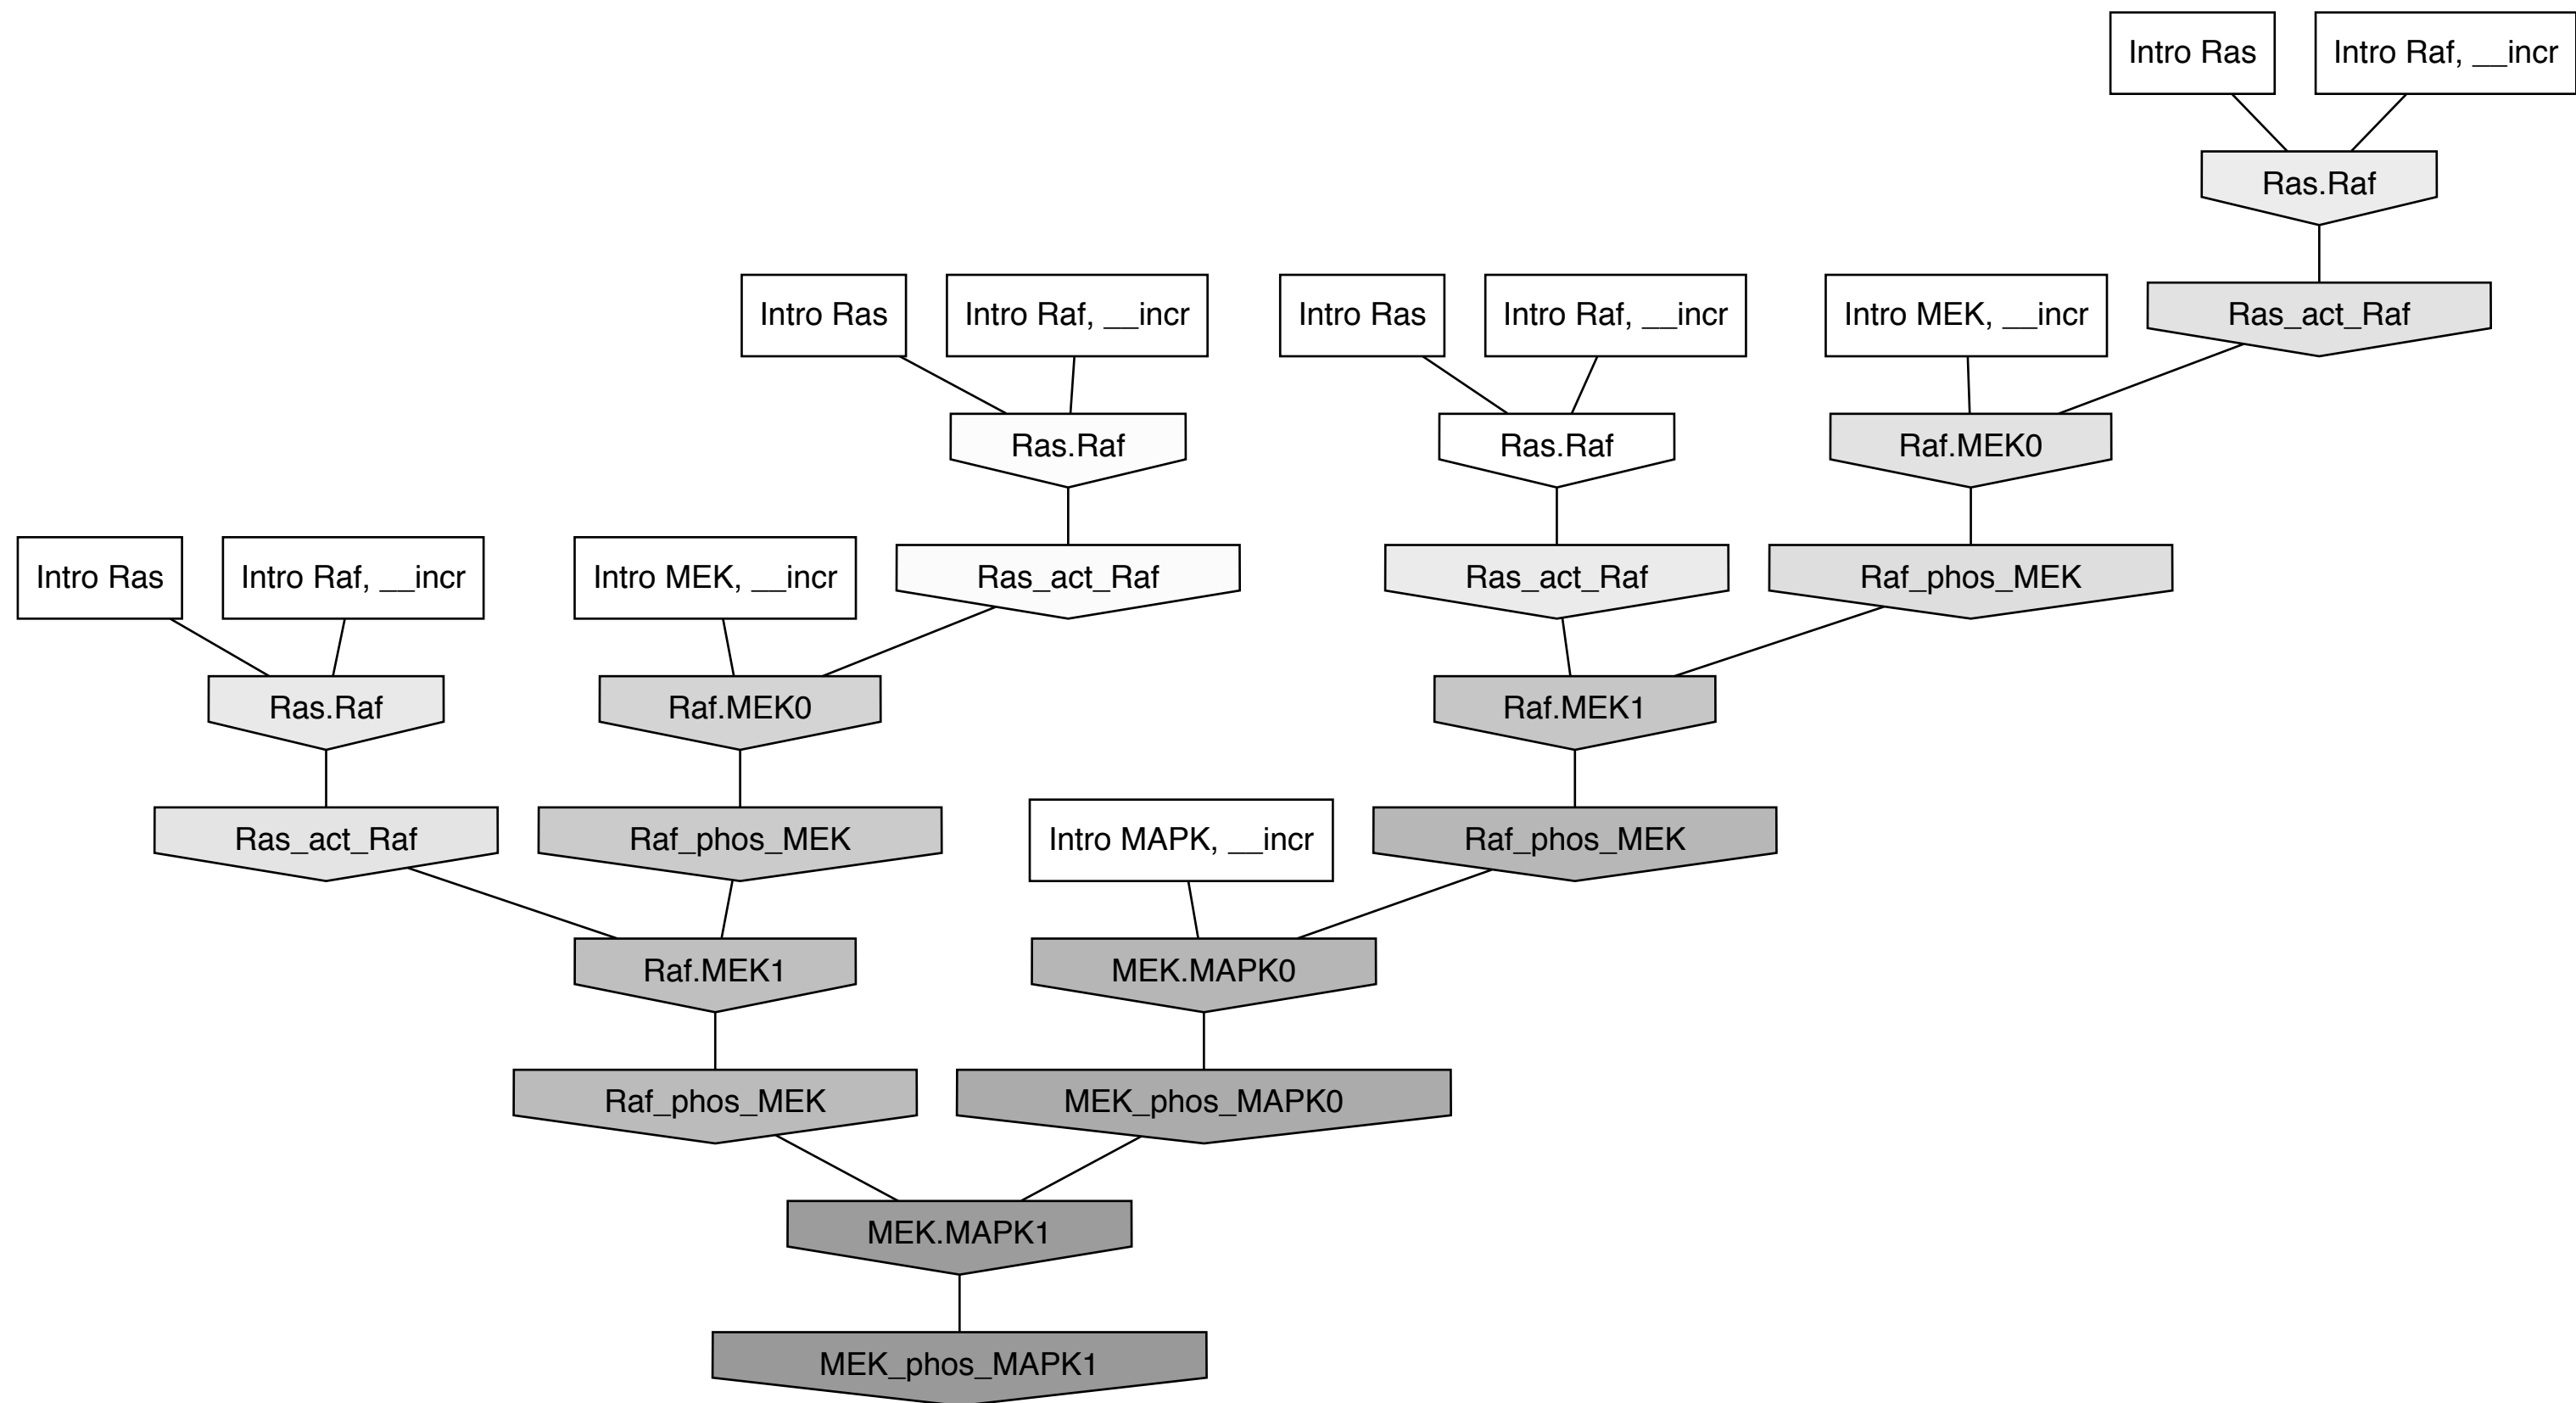 Intro Ras
Intro Raf, __incr
Ras.Raf
Intro Ras
Intro Raf, __incr
Intro Ras
Intro Raf, __incr
Intro MEK, __incr
Ras_act_Raf
Ras.Raf
Ras.Raf
Raf.MEK0
Intro Ras
Intro Raf, __incr
Intro MEK, __incr
Ras_act_Raf
Ras_act_Raf
Raf_phos_MEK
Ras.Raf
Raf.MEK0
Raf.MEK1
Ras_act_Raf
Raf_phos_MEK
Intro MAPK, __incr
Raf_phos_MEK
Raf.MEK1
MEK.MAPK0
Raf_phos_MEK
MEK_phos_MAPK0
MEK.MAPK1
MEK_phos_MAPK1